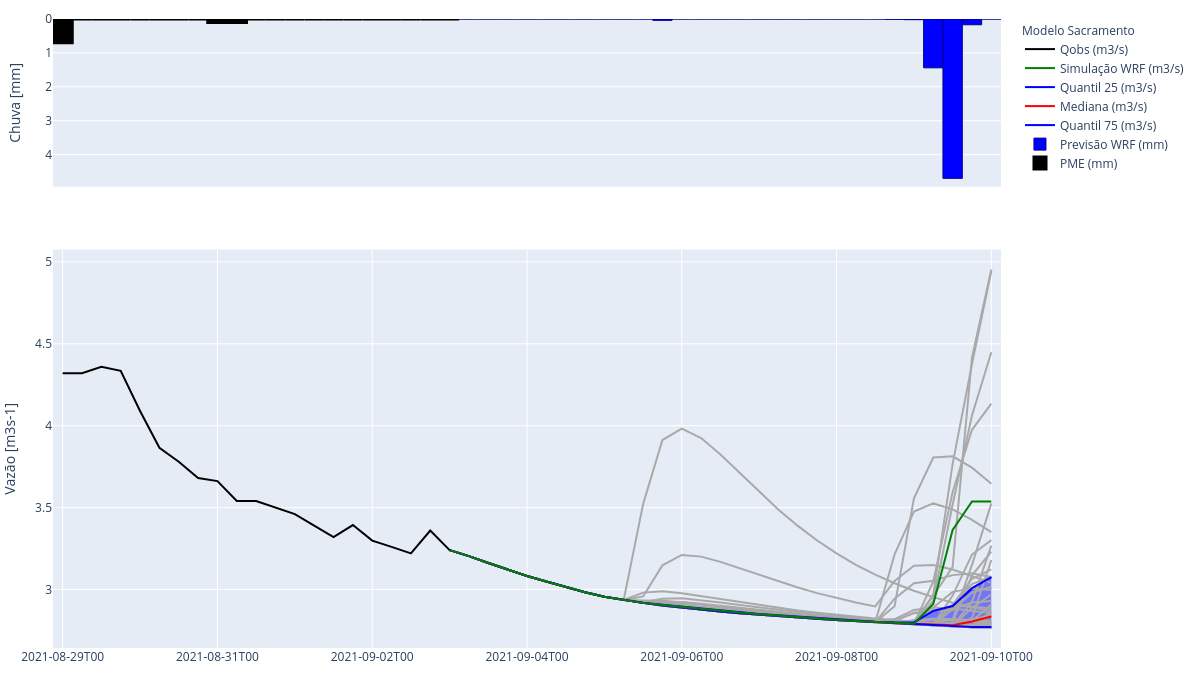 0
1
2
3
4
Chuva [mm]
Modelo Sacramento
Qobs (m3/s)
Simulação WRF (m3/s)
Quantil 25 (m3/s)
Mediana (m3/s)
Quantil 75 (m3/s)
Previsão WRF (mm)
PME (mm)
5
4.5
4
3.5
3
Vazão [m3s-1]
2021-08-29T00 2021-08-31T00 2021-09-02T00 2021-09-04T00 2021-09-06T00 2021-09-08T00 2021-09-10T00